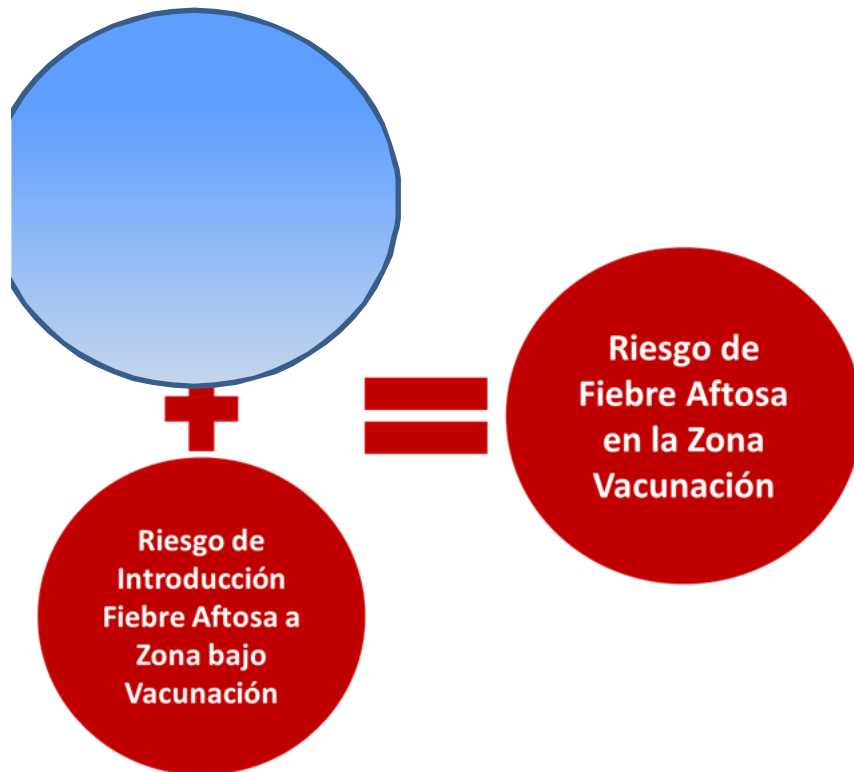 Riesgo de
Fiebre Aftosa
en la Zona
Vacunación
Riesgo de
Introducción
Fiebre Aftosa a
Zona bajo
Vacunación